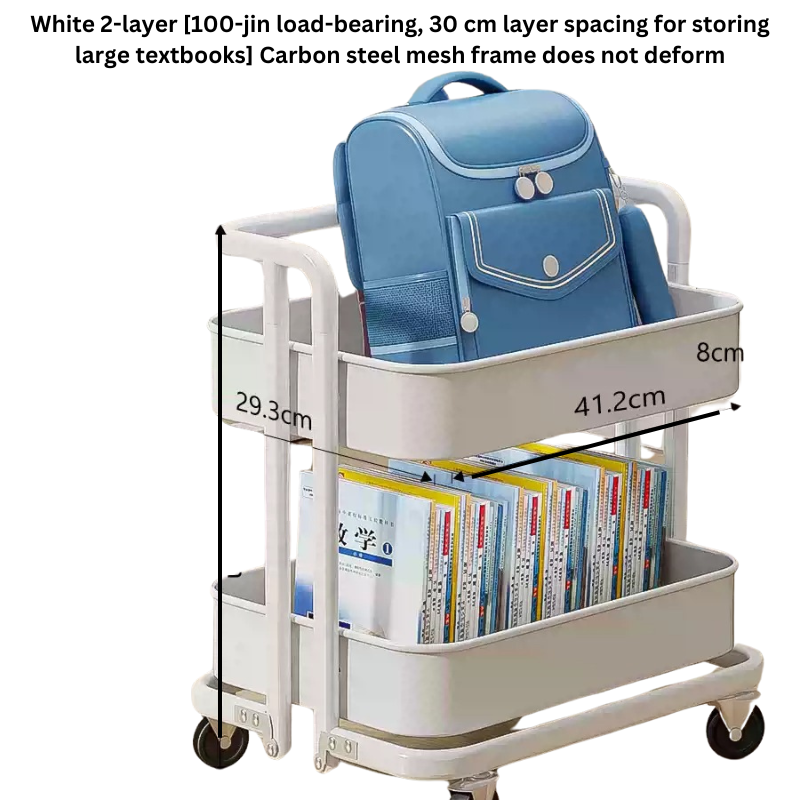 White 2-layer [100-jin load-bearing, 30 cm layer spacing for storing
large textbooks] Carbon steel mesh frame does not deform
8cm
41.2cm
29.3cm
数学1